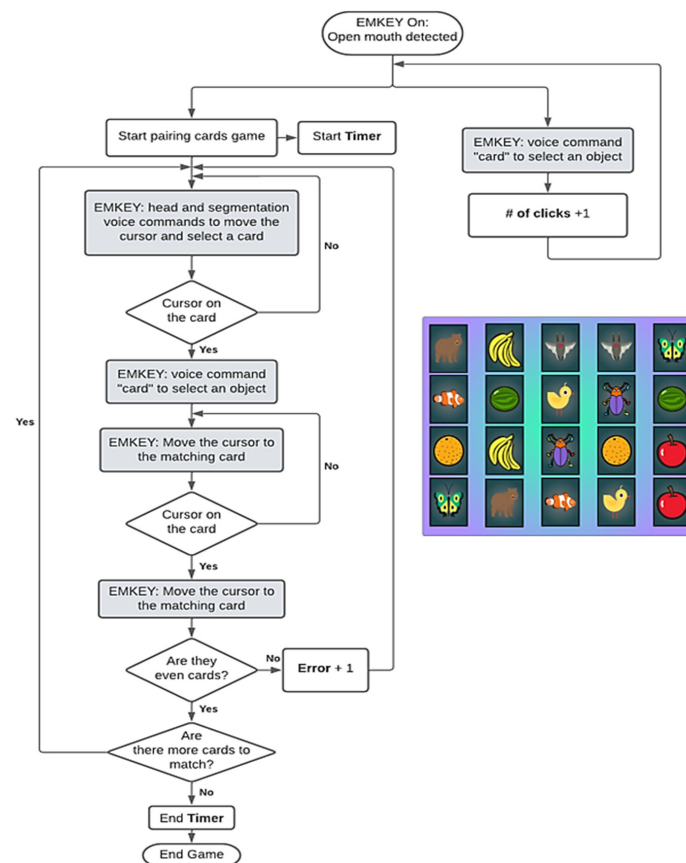 EMKEY On:
Open mouth detected
Start pairing cards game
Start Timer
EMKEY: voice command
"card" to select an object
# of clicks +1
EMKEY: head and segmentation
voice commands to move the
cursor and select a card
No
Cursor on
the card
Yes
EMKEY: voice command
"card" to select an object
Yes
EMKEY: Move the cursor to
the matching card
No
Cursor on
the card
Yes
EMKEY: Move the cursor to
the matching card
Are they
even cards?
No
Error + 1
Yes
Are
there more cards to
match?
No
End Timer
End Game